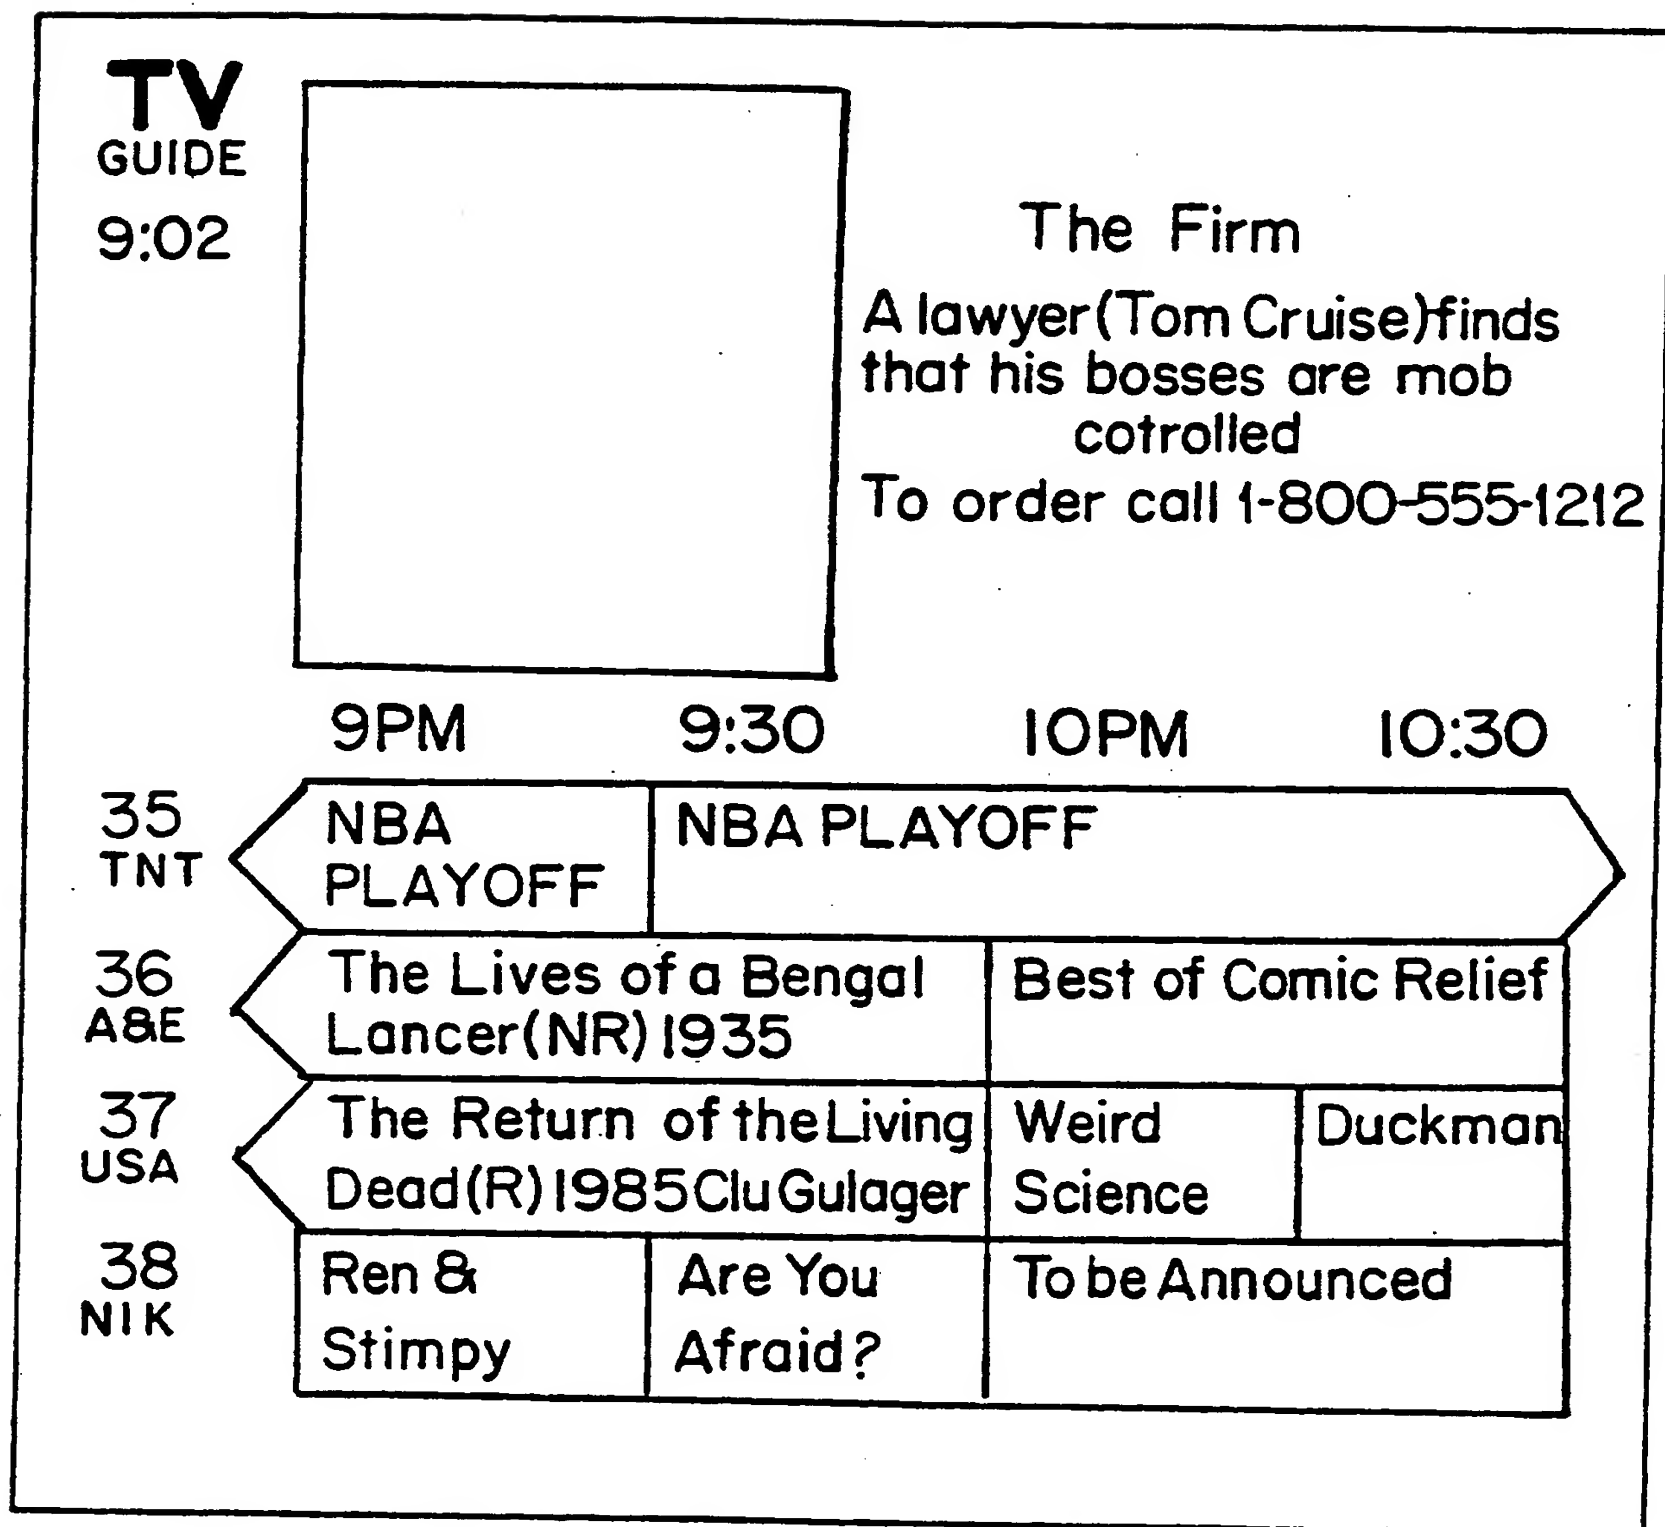 TV
GUIDE
9:02
The Firm
A lawyer (Tom Cruise) finds
that his bosses are mob
cotrolled
To order call 1-800-555-1212
9PM 9:30 10PM 10:30
35
TNT
NBA
PLAYOFF
NBA PLAYOFF
36
A&E
The Lives of a Bengal
Lancer (NR) 1935
Best of Comic Relief
37
USA
The Return of the Living
Dead (R) 1985 Clu Gulager
Weird
Science
Duckman
38
NIK
Ren &
Stimpy
Are You
Afraid?
To be Announced